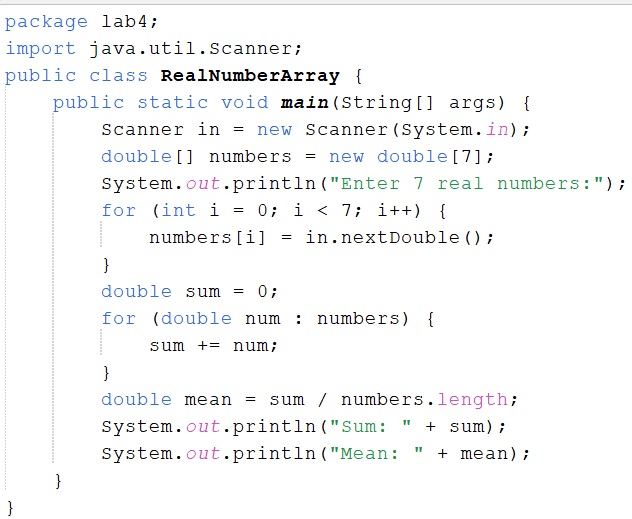 package lab4;
import java.util.Scanner;
public class RealNumberArray {
    public static void main(String[] args) {
        Scanner in = new Scanner(System.in);
        double[] numbers = new double[7];
        System.out.println("Enter 7 real numbers:");
        for (int i = 0; i < 7; i++) {
            numbers[i] = in.nextDouble();
        }
        double sum = 0;
        for (double num : numbers) {
            sum += num;
        }
        double mean = sum / numbers.length;
        System.out.println("Sum: " + sum);
        System.out.println("Mean: " + mean);
    }
}